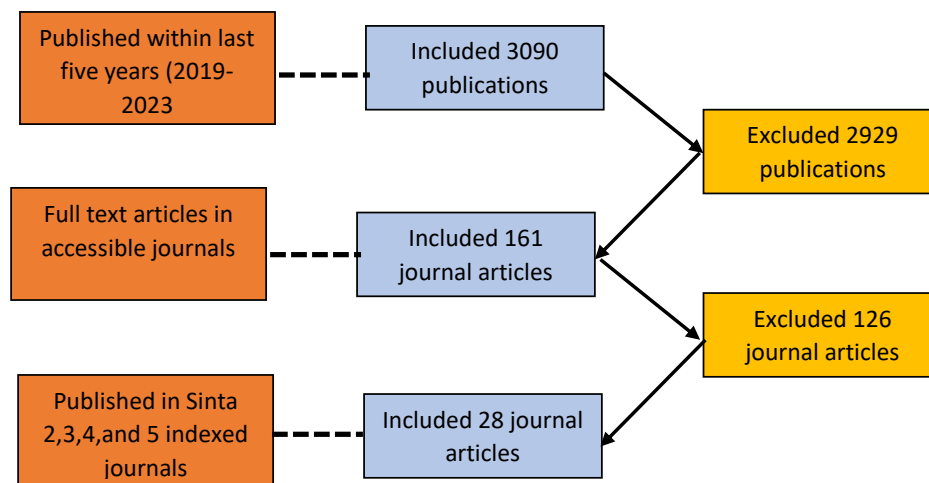 Published within last
five years (2019-
2023
Included 3090
publications
Excluded 2929
publications
Full text articles in
accessible journals
Included 161
journal articles
Excluded 126
journal articles
Published in Sinta
2,3,4,and 5 indexed
journals
Included 28 journal
articles